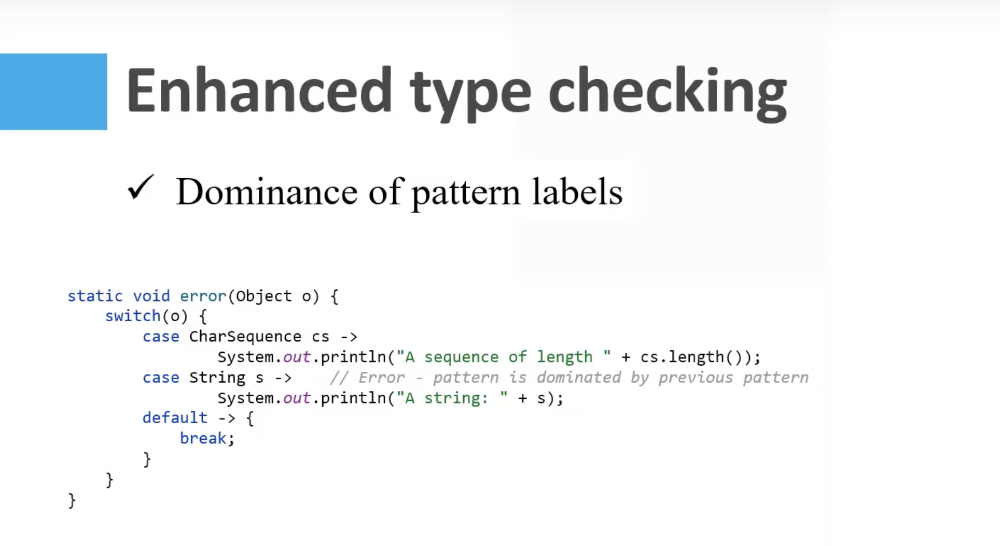 Enhanced type checking
✓ Dominance of pattern labels
static void error(Object o) {
    switch(o) {
        case CharSequence cs ->
                System.out.println("A sequence of length " + cs.length());
        case String s ->    // Error - pattern is dominated by previous pattern
                System.out.println("A string: " + s);
        default -> {
            break;
        }
    }
}